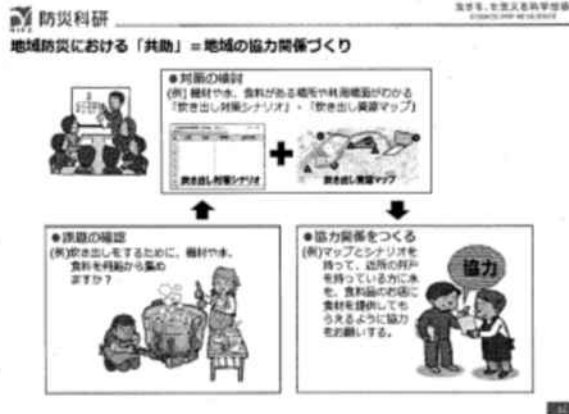 防災科研
地域防災における「共助」＝地域の協力関係づくり
●対策の検討
(例) 機材や水、食料がある場所や利用場面がわかる
「炊き出し対策シナリオ」・「炊き出し資源マップ」
炊き出し対策シナリオ
炊き出し資源マップ
●課題の確認
(例)炊き出しをするために、機材や水、
食料を何処から集め
ますか？
●協力関係をつくる
(例)マップとシナリオを
持って、近所の井戸
を持っている方に水
を、食料品のお店に
食材を提供しても
らえるように協力
をお願いする。
協力